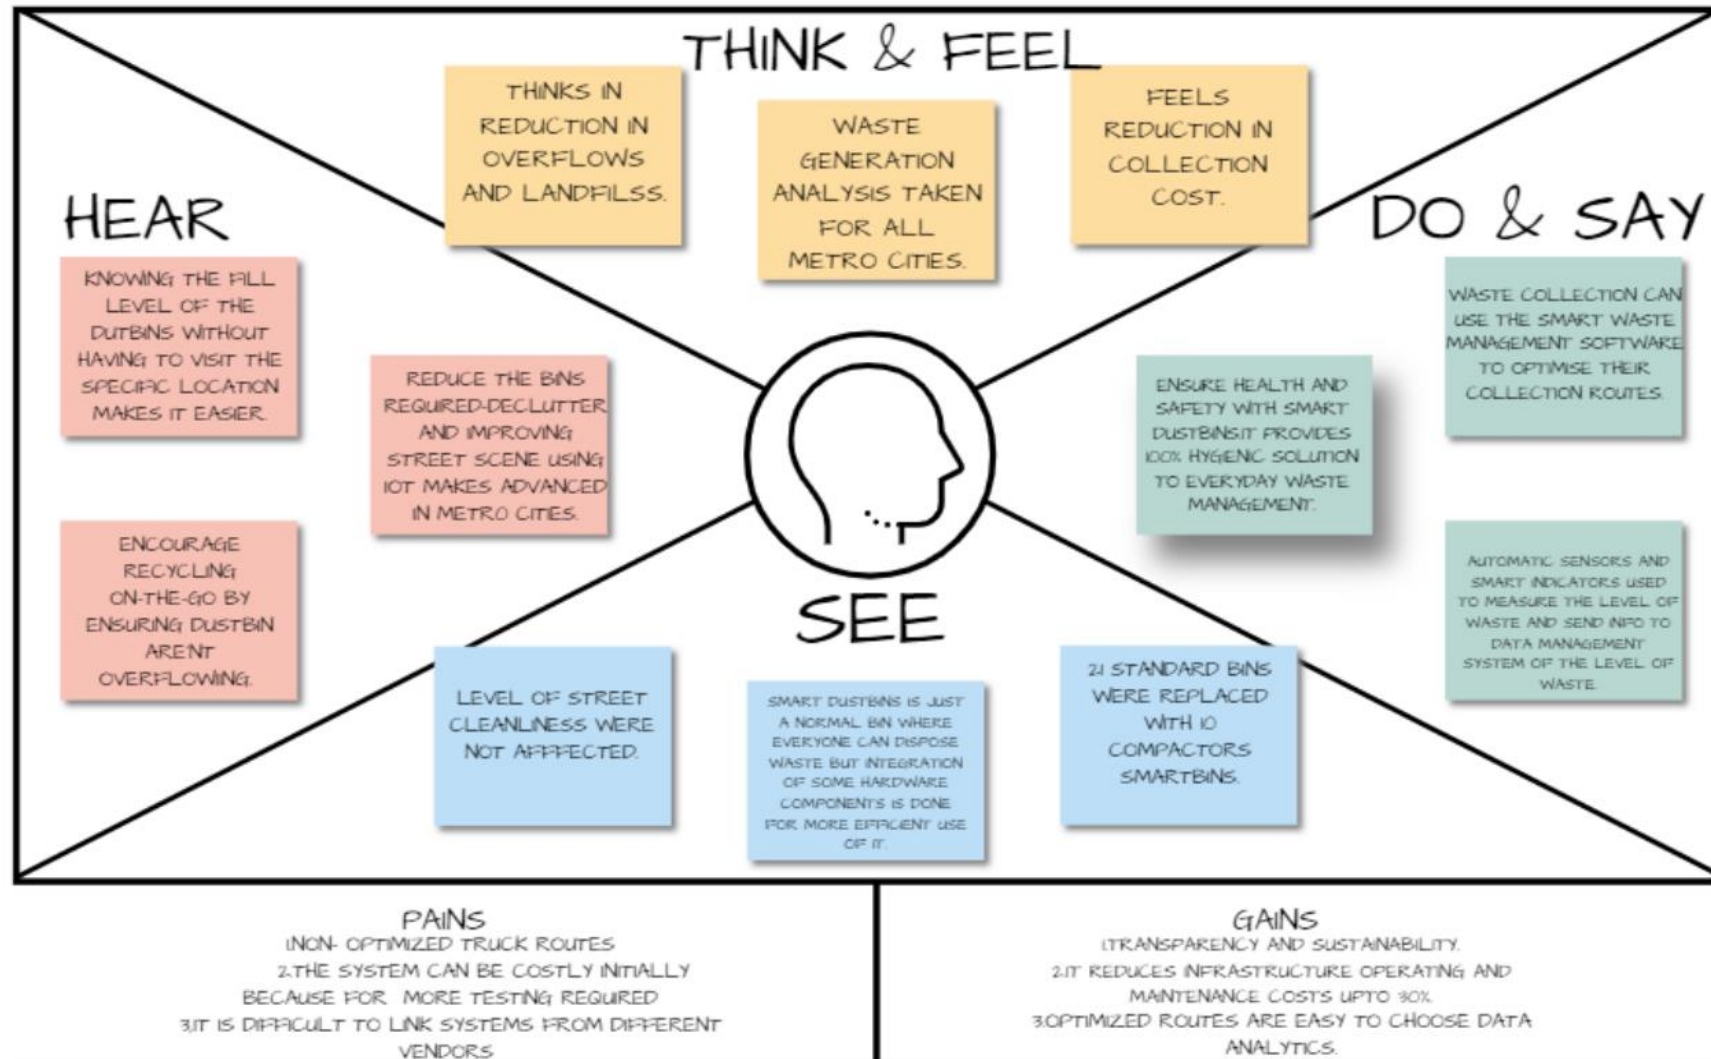 THINK & FEEL
THINKS IN
REDUCTION IN
OVERFLOWS
AND LANDFILSS.
WASTE
GENERATION
ANALYSIS TAKEN
FOR ALL
METRO CITIES.
FEELS
REDUCTION IN
COLLECTION
COST.
HEAR
KNOWING THE FILL
LEVEL OF THE
DUTBINS WITHOUT
HAVING TO VISIT THE
SPECIFIC LOCATION
MAKES IT EASIER.
REDUCE THE BINS
REQUIRED-DECLUTTER
AND IMPROVING
STREET SCENE USING
IOT MAKES ADVANCED
IN METRO CITIES.
ENCOURAGE
RECYCLING
ON-THE-GO BY
ENSURING DUSTBIN
ARENT
OVERFLOWING.
DO & SAY
WASTE COLLECTION CAN
USE THE SMART WASTE
MANAGEMENT SOFTWARE
TO OPTIMISE THEIR
COLLECTION ROUTES.
ENSURE HEALTH AND
SAFETY WITH SMART
DUSTBINS.IT PROVIDES
100% HYGENIC SOLUTION
TO EVERYDAY WASTE
MANAGEMENT.
AUTOMATIC SENSORS AND
SMART INDICATORS USED
TO MEASURE THE LEVEL OF
WASTE AND SEND INFO TO
DATA MANAGEMENT
SYSTEM OF THE LEVEL OF
WASTE.
SEE
LEVEL OF STREET
CLEANLINESS WERE
NOT AFFFECTED.
SMART DUSTBINS IS JUST
A NORMAL BIN WHERE
EVERYONE CAN DISPOSE
WASTE BUT INTEGRATION
OF SOME HARDWARE
COMPONENTS IS DONE
FOR MORE EFFICIENT USE
OF IT.
21 STANDARD BINS
WERE REPLACED
WITH 10
COMPACTORS
SMARTBINS.
PAINS
1.NON- OPTIMIZED TRUCK ROUTES
2.THE SYSTEM CAN BE COSTLY INITIALLY
BECAUSE FOR MORE TESTING REQUIRED
3.IT IS DIFFICULT TO LINK SYSTEMS FROM DIFFERENT
VENDORS
GAINS
1.TRANSPARENCY AND SUSTAINABILITY.
2.IT REDUCES INFRASTRUCTURE OPERATING AND
MAINTENANCE COSTS UPTO 30%
3.OPTIMIZED ROUTES ARE EASY TO CHOOSE DATA
ANALYTICS.